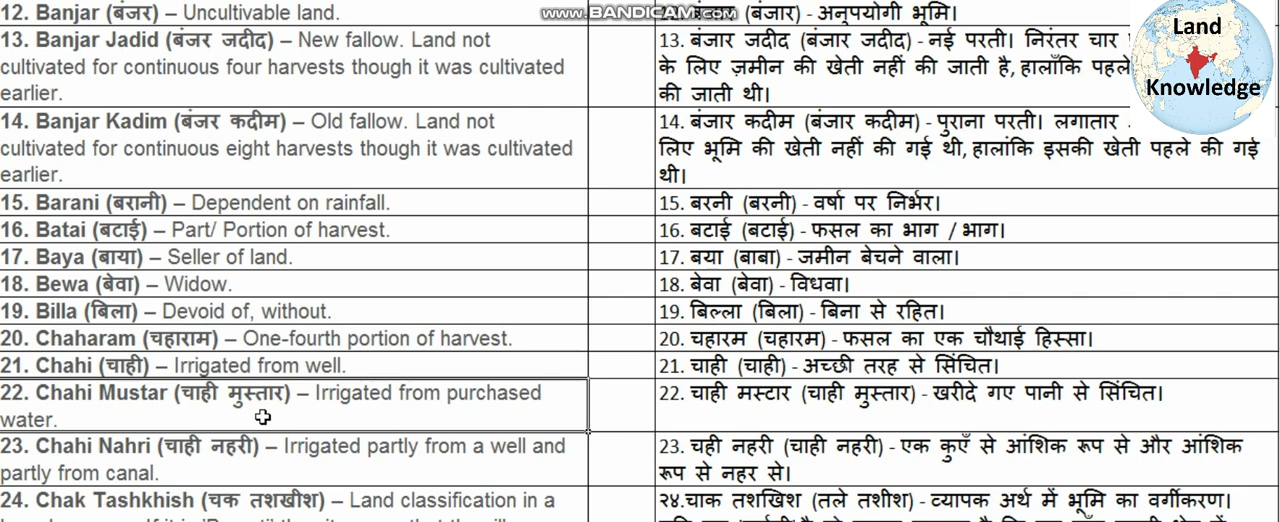 12. Banjar (बंजर) – Uncultivable land.
13. Banjar Jadid (बंजर जदीद) – New fallow. Land not
cultivated for continuous four harvests though it was cultivated
earlier.
14. Banjar Kadim (बंजर कदीम) – Old fallow. Land not
cultivated for continuous eight harvests though it was cultivated
earlier.
15. Barani (बरानी) – Dependent on rainfall.
16. Batai (बटाई) – Part/ Portion of harvest.
17. Baya (बाया) – Seller of land.
18. Bewa (बेवा) – Widow.
19. Billa (बिला) – Devoid of, without.
20. Chaharam (चहाराम) – One-fourth portion of harvest.
21. Chahi (चाही) – Irrigated from well.
22. Chahi Mustar (चाही मुस्तार) – Irrigated from purchased
water.
23. Chahi Nahri (चाही नहरी) – Irrigated partly from a well and
partly from canal.
24. Chak Tashkhish (चक तशखीश) – Land classification in a
www.BANDICAM.com
(बंजार) - अनुपयोगी भूमि।
13. बंजार जदीद (बंजार जदीद) - नई परती। निरंतर चार
के लिए ज़मीन की खेती नहीं की जाती है, हालाँकि पहले
की जाती थी।
14. बंजार कदीम (बंजार कदीम) - पुराना परती। लगातार
लिए भूमि की खेती नहीं की गई थी, हालांकि इसकी खेती पहले की गई
थी।
15. बरनी (बरनी) - वर्षा पर निर्भर।
16. बटाई (बटाई) - फसल का भाग / भाग।
17. बया (बाबा) - जमीन बेचने वाला।
18. बेवा (बेवा) - विधवा।
19. बिल्ला (बिला) - बिना से रहित।
20. चहारम (चहारम) - फसल का एक चौथाई हिस्सा।
21. चाही (चाही) - अच्छी तरह से सिंचित।
22. चाही मस्टार (चाही मुस्तार) - खरीदे गए पानी से सिंचित।
23. चही नहरी (चाही नहरी) - एक कुएँ से आंशिक रूप से और आंशिक
रूप से नहर से।
२४.चाक तशखिश (तले तशीश) - व्यापक अर्थ में भूमि का वर्गीकरण।
Land
Knowledge